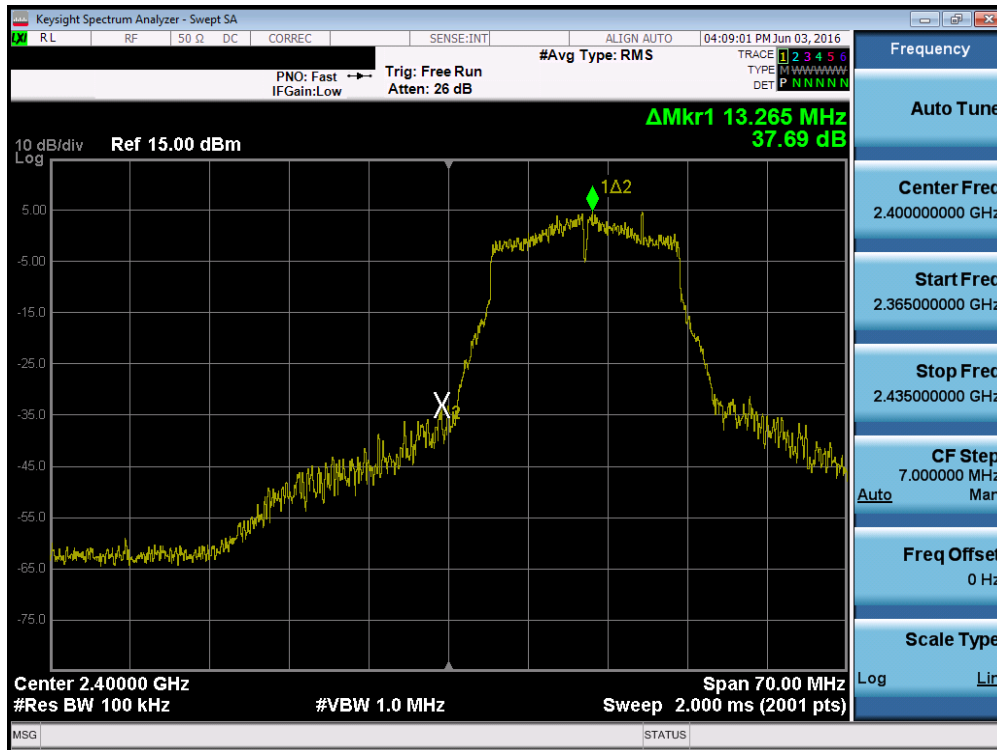 Keysight Spectrum Analyzer - Swept SA
LXI RL RF 50 Ω DC CORREC SENSE:INT ALIGN AUTO 04:09:01 PM Jun 03, 2016
#Avg Type: RMS
TRACE 1 2 3 4 5 6
TYPE M W W W W W
DET P N N N N N
PNO: Fast Trig: Free Run
IFGain:Low Atten: 26 dB
ΔMkr1 13.265 MHz
37.69 dB
10 dB/div Ref 15.00 dBm
Log
1Δ2
5.00
-5.00
-15.0
-25.0
-35.0
X2
-45.0
-55.0
-65.0
-75.0
Center 2.40000 GHz Span 70.00 MHz
#Res BW 100 kHz #VBW 1.0 MHz Sweep 2.000 ms (2001 pts)
MSG STATUS
Frequency
Auto Tune
Center Freq
2.400000000 GHz
Start Freq
2.365000000 GHz
Stop Freq
2.435000000 GHz
CF Step
7.000000 MHz
Auto Man
Freq Offset
0 Hz
Scale Type
Log Lin